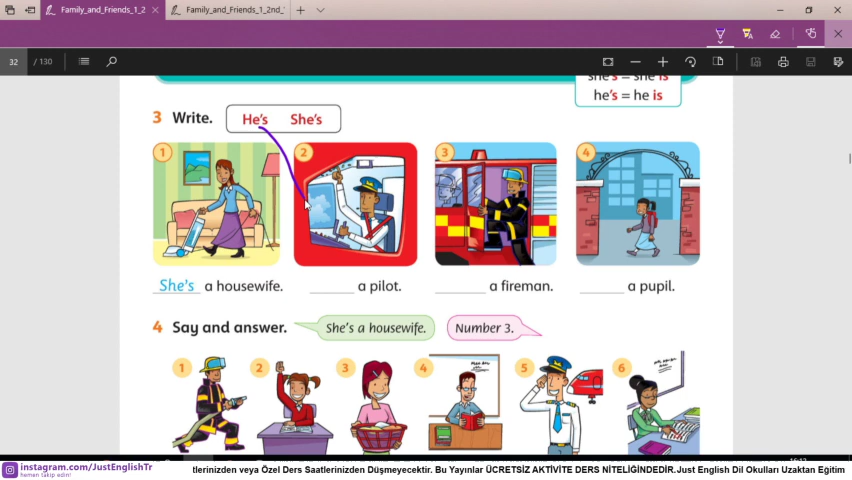 Family_and_Friends_1_2
Family_and_Friends_1_2nd_
32 / 130
she's = she is
he's = he is
3 Write. He's She's
1 2 3 4
She's a housewife. ______ a pilot. ______ a fireman. ______ a pupil.
4 Say and answer. She's a housewife. Number 3.
1 2 3 4 5 6
instagram.com/JustEnglishTr
hemen takip edin!
tlerinizden veya Özel Ders Saatlerinizden Düşmeyecektir. Bu Yayınlar ÜCRETSİZ AKTİVİTE DERS NİTELİĞİNDEDİR.Just English Dil Okulları Uzaktan Eğitim